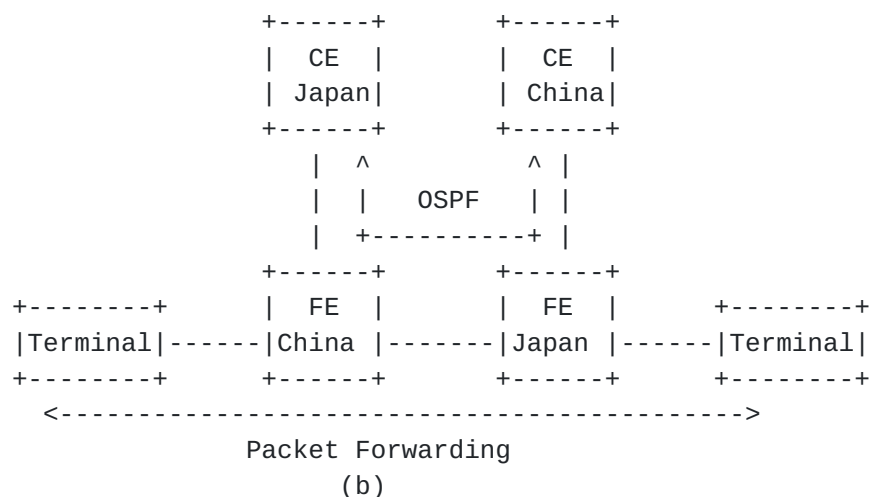 +------+       +------+
|  CE  |       |  CE  |
| Japan|       | China|
+------+       +------+
|  ^          ^ |
|  |   OSPF   | |
|  +----------+ |
+------+       +------+
+--------+      |  FE  |       |  FE  |      +--------+
|Terminal|------|China |-------|Japan |------|Terminal|
+--------+      +------+       +------+      +--------+
<------------------------------------------->
Packet Forwarding
(b)